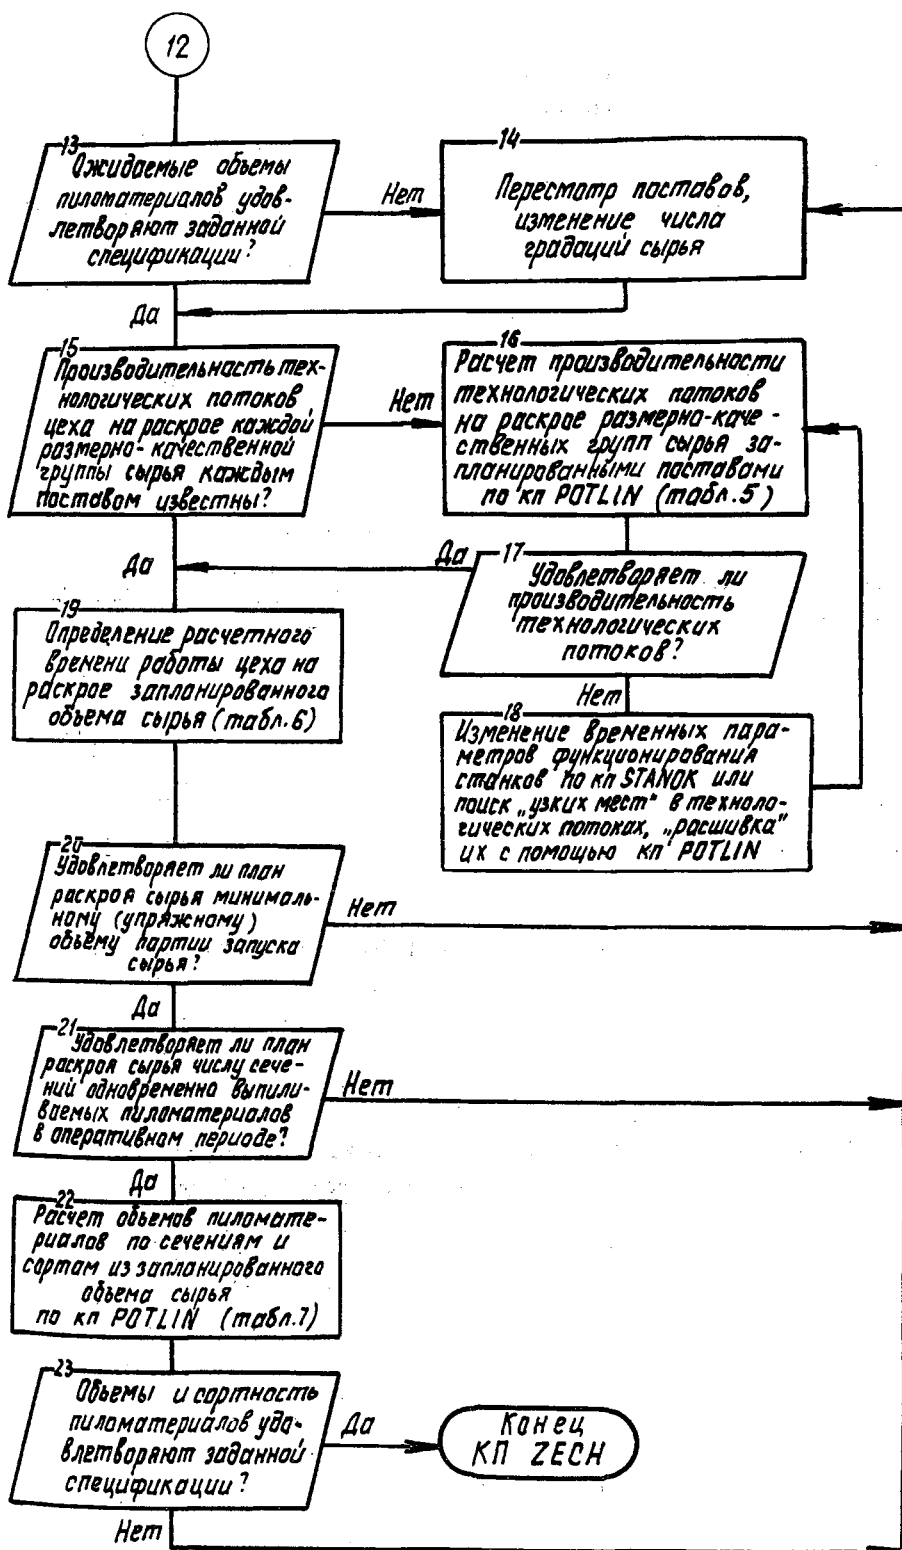 12
13
Ожидаемые объемы
пиломатериалов удов-
летворяют заданной
спецификации?
Нет
14
Пересмотр поставов,
изменение числа
градаций сырья
Да
15
Производительность тех-
нологических потоков
цеха на раскрое каждой
размерно-качественной
группы сырья каждым
поставом известны?
Нет
16
Расчет производительности
технологических потоков
на раскрое размерно-каче-
ственных групп сырья за-
планированными поставами
по кп POTLIN (табл.5)
Да
Да
17
Удовлетворяет ли
производительность
технологических
потоков?
Нет
19
Определение расчетного
времени работы цеха на
раскрое запланированного
объема сырья (табл.6)
18
Изменение временных пара-
метров функционирования
станков по кп STANOK или
поиск „узких мест" в техноло-
гических потоках, „расшивка"
их с помощью кп POTLIN
20
Удовлетворяет ли план
раскроя сырья минималь-
ному (упряжному)
объему партии запуска
сырья?
Нет
Да
21
Удовлетворяет ли план
раскроя сырья числу сече-
ний одновременно выпили-
ваемых пиломатериалов
в оперативном периоде?
Нет
Да
22
Расчет объемов пиломате-
риалов по сечениям и
сортам из запланированного
объема сырья
по кп POTLIN (табл.7)
23
Объемы и сортность
пиломатериалов удо-
влетворяют заданной
спецификации?
Да
Конец
КП ZECH
Нет